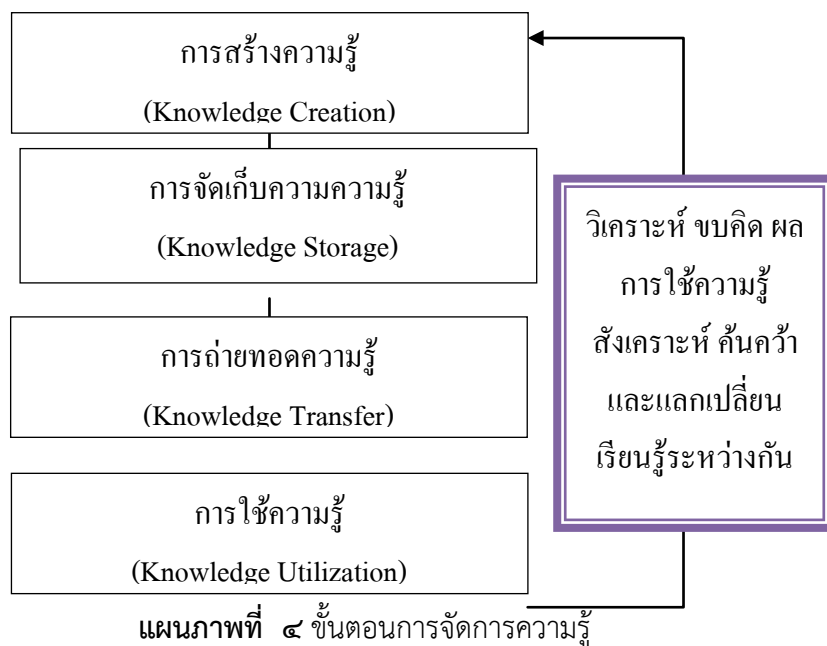 การสร้างความรู้
(Knowledge Creation)
การจัดเก็บความความรู้
(Knowledge Storage)
การถ่ายทอดความรู้
(Knowledge Transfer)
การใช้ความรู้
(Knowledge Utilization)
วิเคราะห์ ขบคิด ผล
การใช้ความรู้
สังเคราะห์ ค้นคว้า
และแลกเปลี่ยน
เรียนรู้ระหว่างกัน
แผนภาพที่ ๔ ขั้นตอนการจัดการความรู้